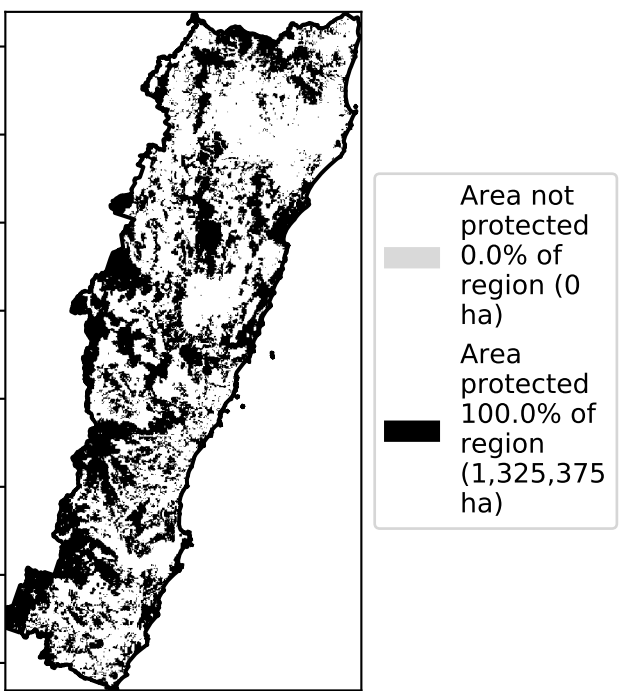 Area not
protected
0.0% of
region (0
ha)
Area
protected
100.0% of
region
(1,325,375
ha)